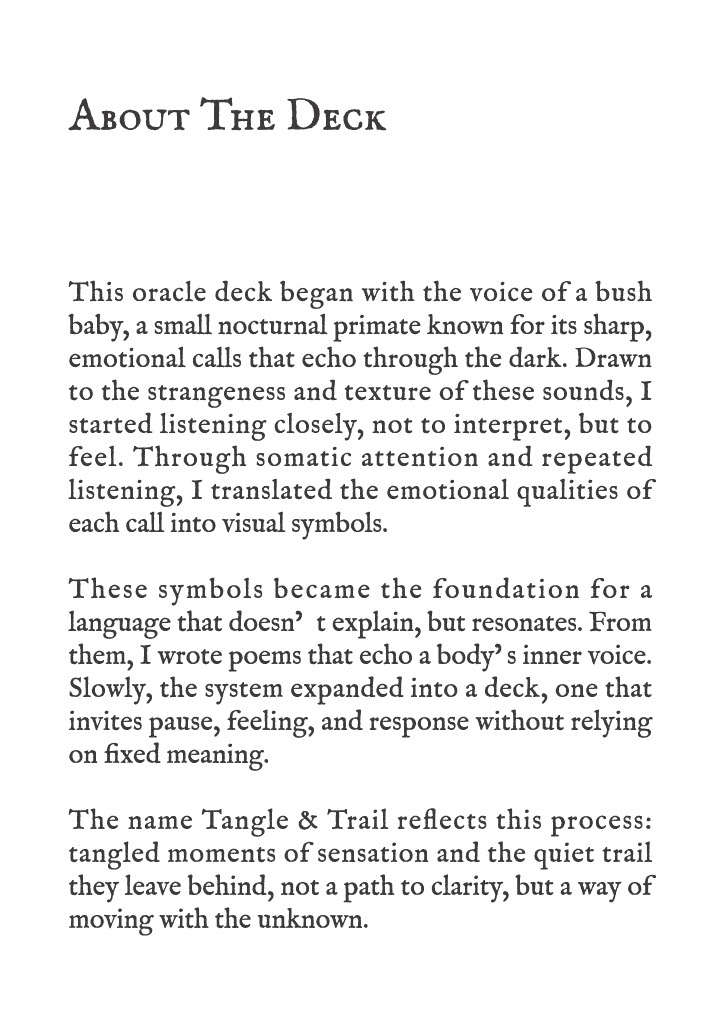 About The Deck
This oracle deck began with the voice of a bush
baby, a small nocturnal primate known for its sharp,
emotional calls that echo through the dark. Drawn
to the strangeness and texture of these sounds, I
started listening closely, not to interpret, but to
feel. Through somatic attention and repeated
listening, I translated the emotional qualities of
each call into visual symbols.
These symbols became the foundation for a
language that doesn’ t explain, but resonates. From
them, I wrote poems that echo a body’ s inner voice.
Slowly, the system expanded into a deck, one that
invites pause, feeling, and response without relying
on fixed meaning.
The name Tangle & Trail reflects this process:
tangled moments of sensation and the quiet trail
they leave behind, not a path to clarity, but a way of
moving with the unknown.